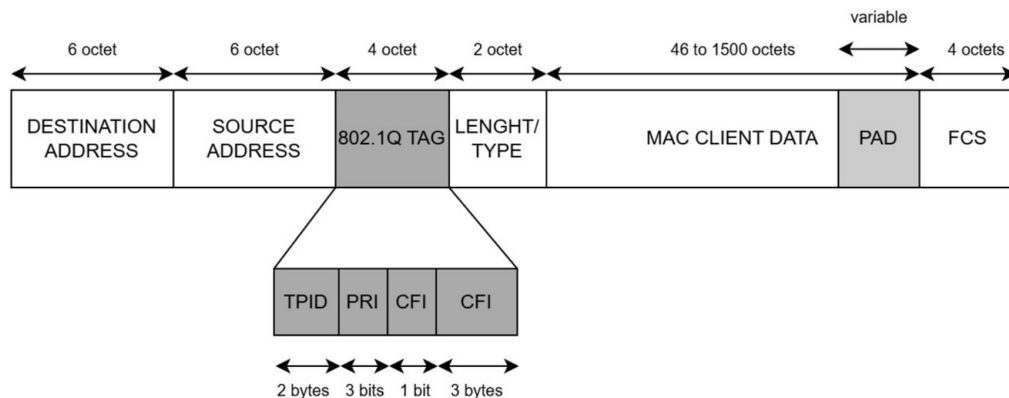 variable
6 octet
6 octet
4 octet
2 octet
46 to 1500 octets
4 octets
DESTINATION
ADDRESS
SOURCE
ADDRESS
802.1Q TAG
LENGHT/
TYPE
MAC CLIENT DATA
PAD
FCS
TPID
PRI
CFI
CFI
2 bytes
3 bits
1 bit
3 bytes